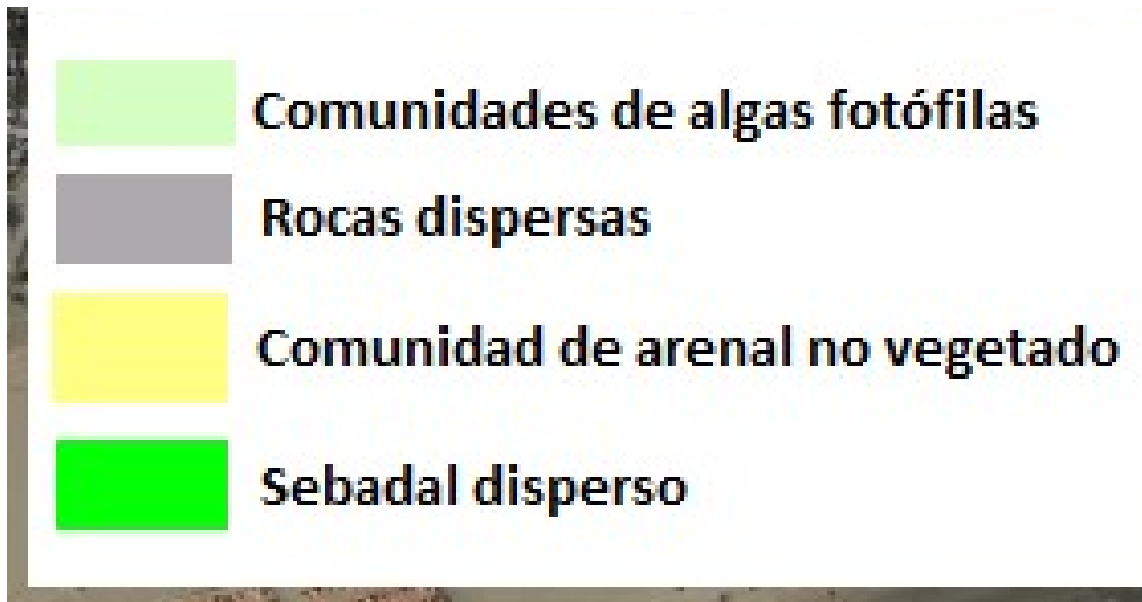 Comunidades de algas fotófilas
Rocas dispersas
Comunidad de arenal no vegetado
Sebadal disperso